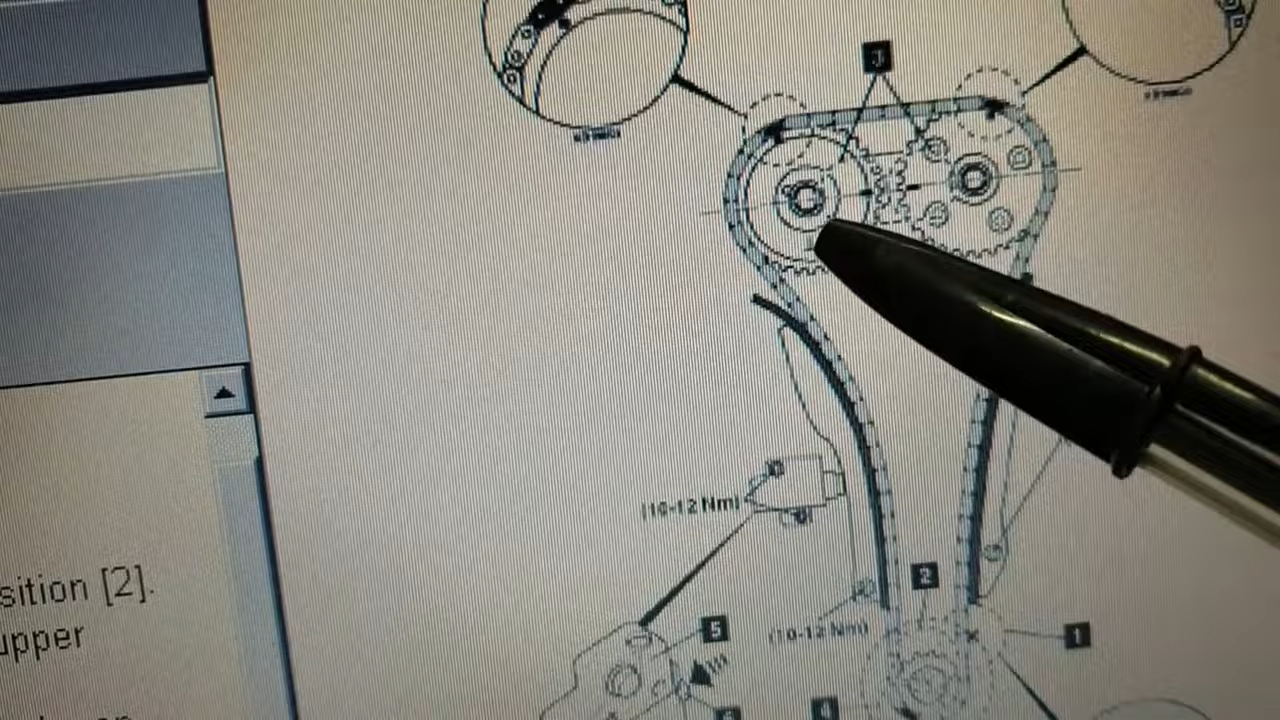 3
(10-12 Nm)
2
5
(10-12 Nm)
1
sition [2].
upper